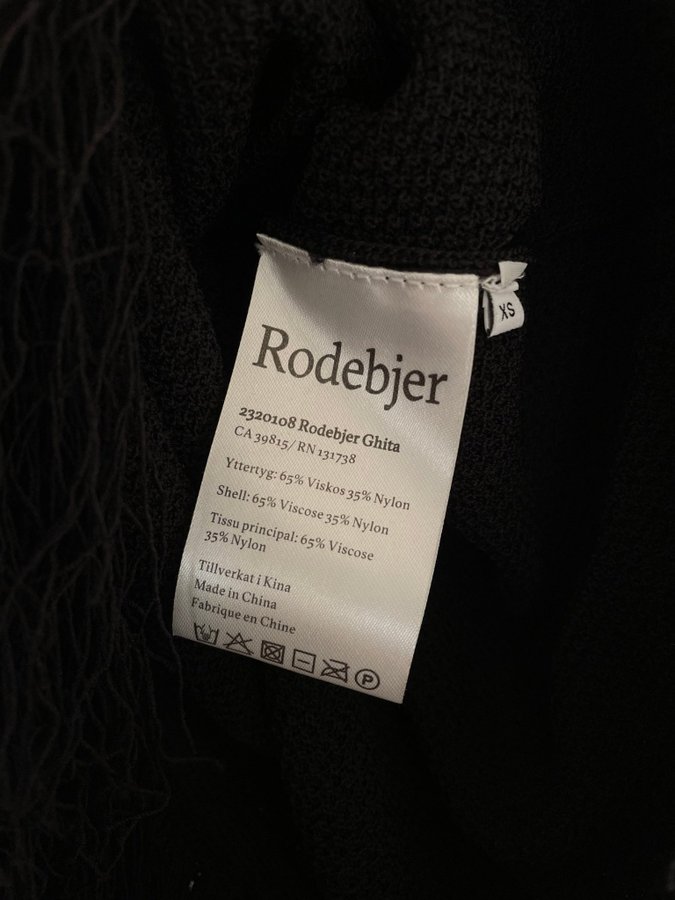 Rodebjer
XS
2320108 Rodebjer Ghita
CA 39815/ RN 131738
Yttertyg: 65% Viskos 35% Nylon
Shell: 65% Viscose 35% Nylon
Tissu principal: 65% Viscose
35% Nylon
Tillverkat i Kina
Made in China
Fabrique en Chine
P